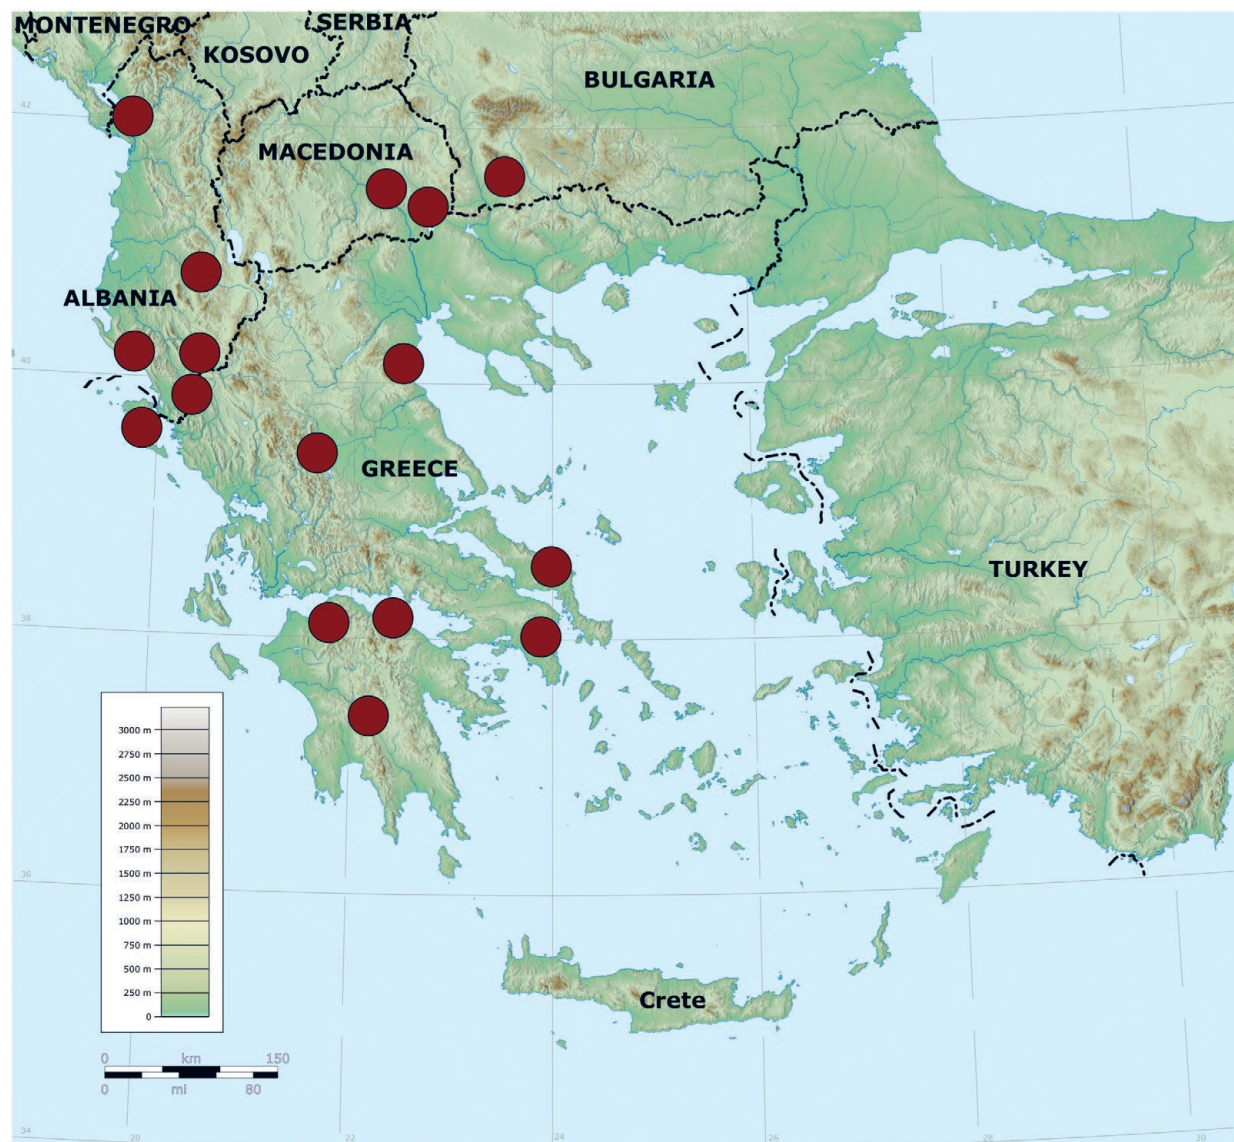 MONTENEGRO
SERBIA
KOSOVO
BULGARIA
MACEDONIA
ALBANIA
GREECE
TURKEY
Crete
42
40
38
36
34
20
22
24
26
28
30
3000 m
2750 m
2500 m
2250 m
2000 m
1750 m
1500 m
1250 m
1000 m
750 m
500 m
250 m
0
0 km 150
0 mi 80